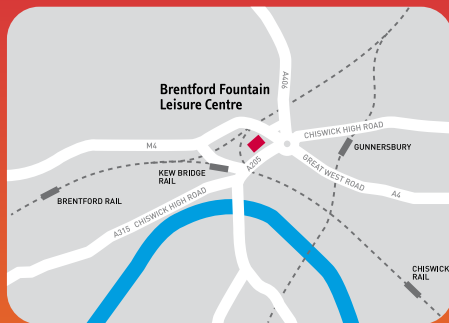 A406
Brentford Fountain
Leisure Centre
CHISWICK HIGH ROAD
M4
GUNNERSBURY
A205
KEW BRIDGE
RAIL
GREAT WEST ROAD
A4
BRENTFORD RAIL
A315 CHISWICK HIGH ROAD
CHISWICK
RAIL